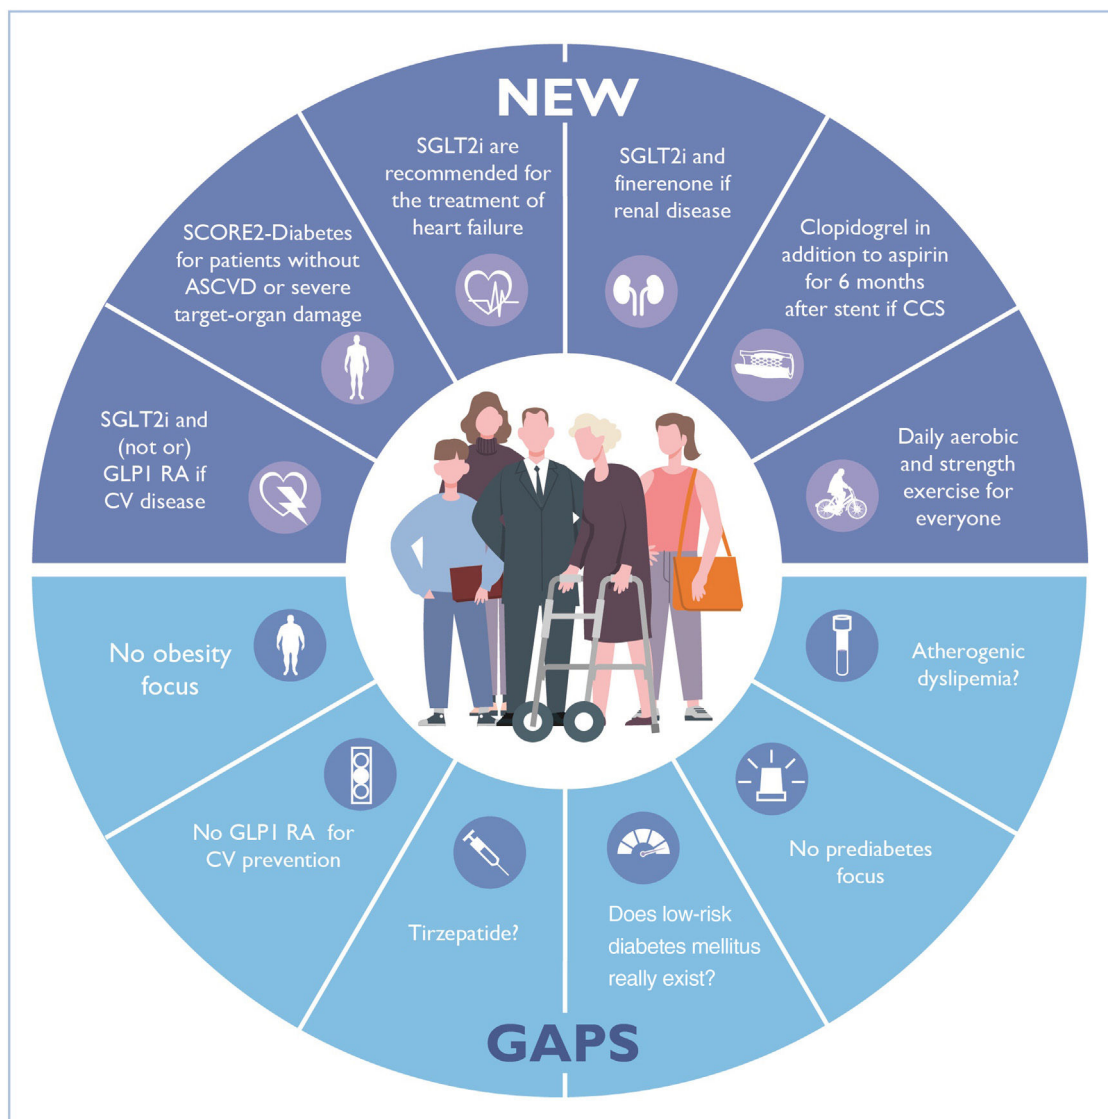 NEW
SGLT2i and
(not or)
GLP1 RA if
CV disease
SCORE2-Diabetes
for patients without
ASCVD or severe
target-organ damage
SGLT2i are
recommended for
the treatment of
heart failure
SGLT2i and
finerenone if
renal disease
Clopidogrel in
addition to aspirin
for 6 months
after stent if CCS
Daily aerobic
and strength
exercise for
everyone
No obesity
focus
No GLP1 RA for
CV prevention
Tirzepatide?
Does low-risk
diabetes mellitus
really exist?
No prediabetes
focus
Atherogenic
dyslipemia?
GAPS